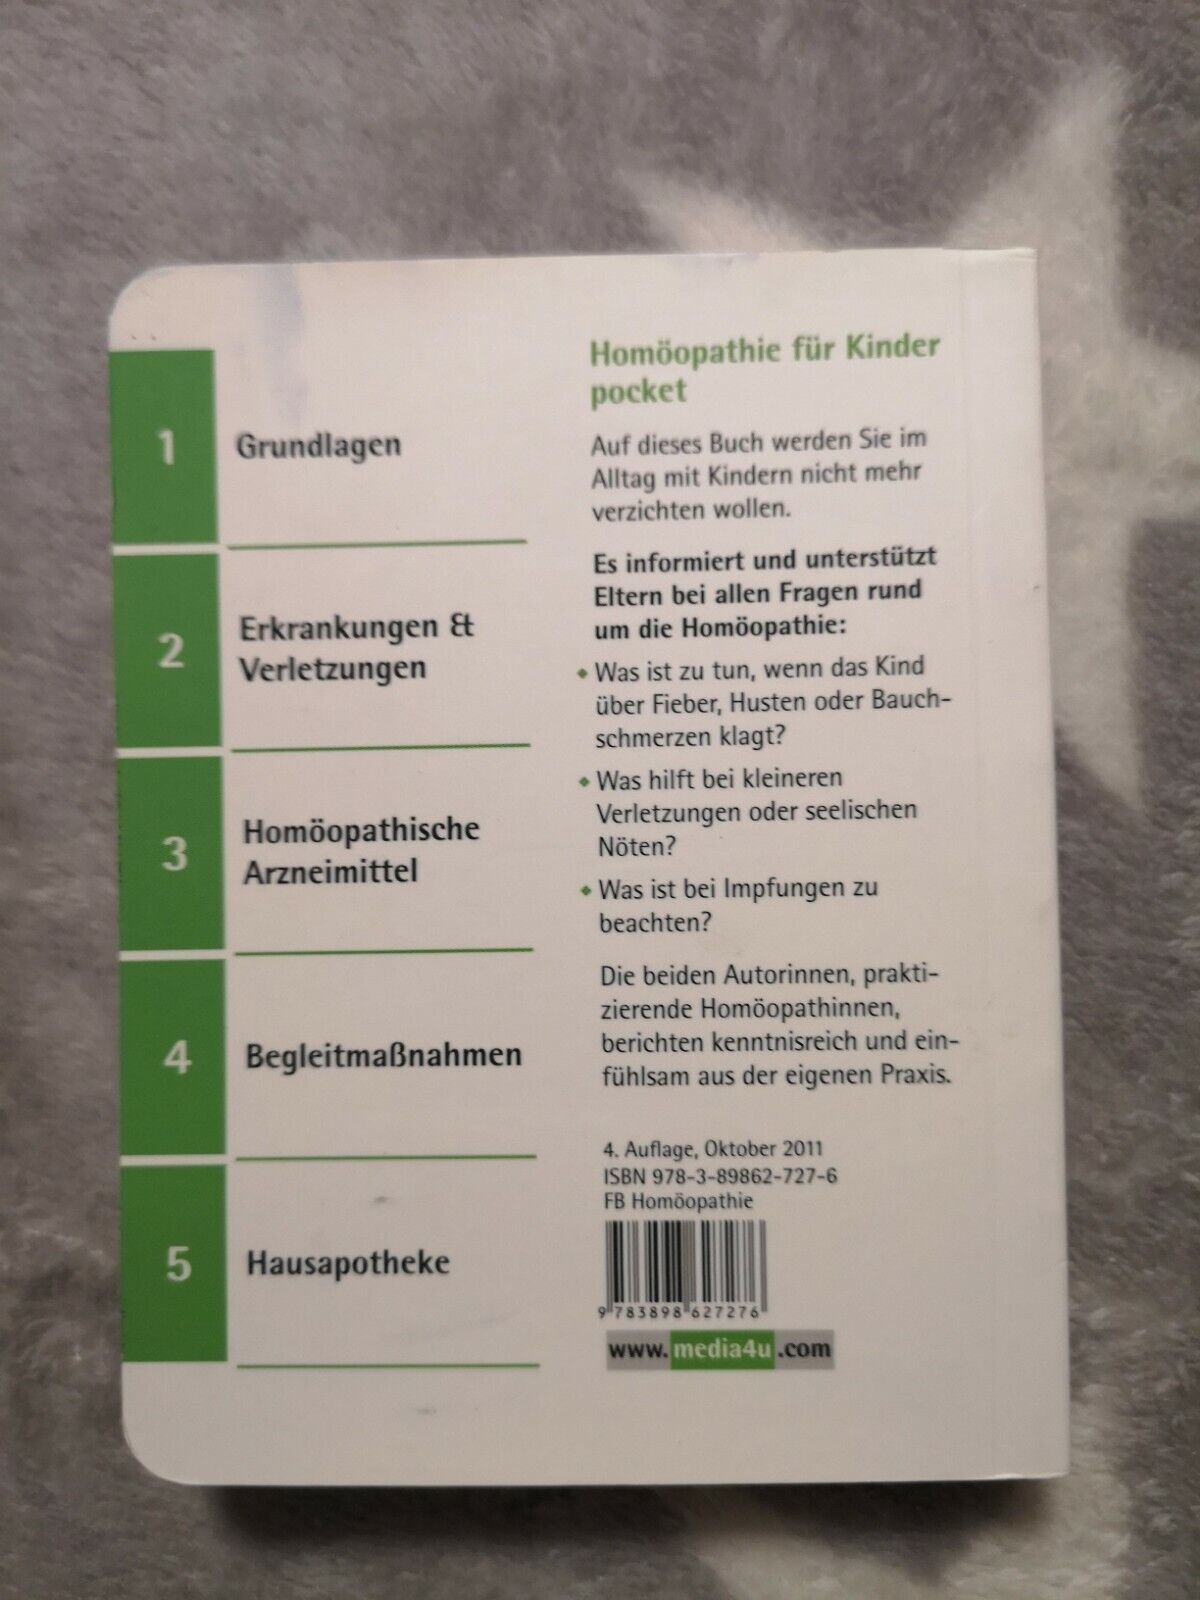 1
Grundlagen
2
Erkrankungen &
Verletzungen
3
Homöopathische
Arzneimittel
4
Begleitmaßnahmen
5
Hausapotheke
Homöopathie für Kinder
pocket
Auf dieses Buch werden Sie im
Alltag mit Kindern nicht mehr
verzichten wollen.
Es informiert und unterstützt
Eltern bei allen Fragen rund
um die Homöopathie:
• Was ist zu tun, wenn das Kind
über Fieber, Husten oder Bauch-
schmerzen klagt?
• Was hilft bei kleineren
Verletzungen oder seelischen
Nöten?
• Was ist bei Impfungen zu
beachten?
Die beiden Autorinnen, prakti-
zierende Homöopathinnen,
berichten kenntnisreich und ein-
fühlsam aus der eigenen Praxis.
4. Auflage, Oktober 2011
ISBN 978-3-89862-727-6
FB Homöopathie
9 783898 627276
www.media4u.com